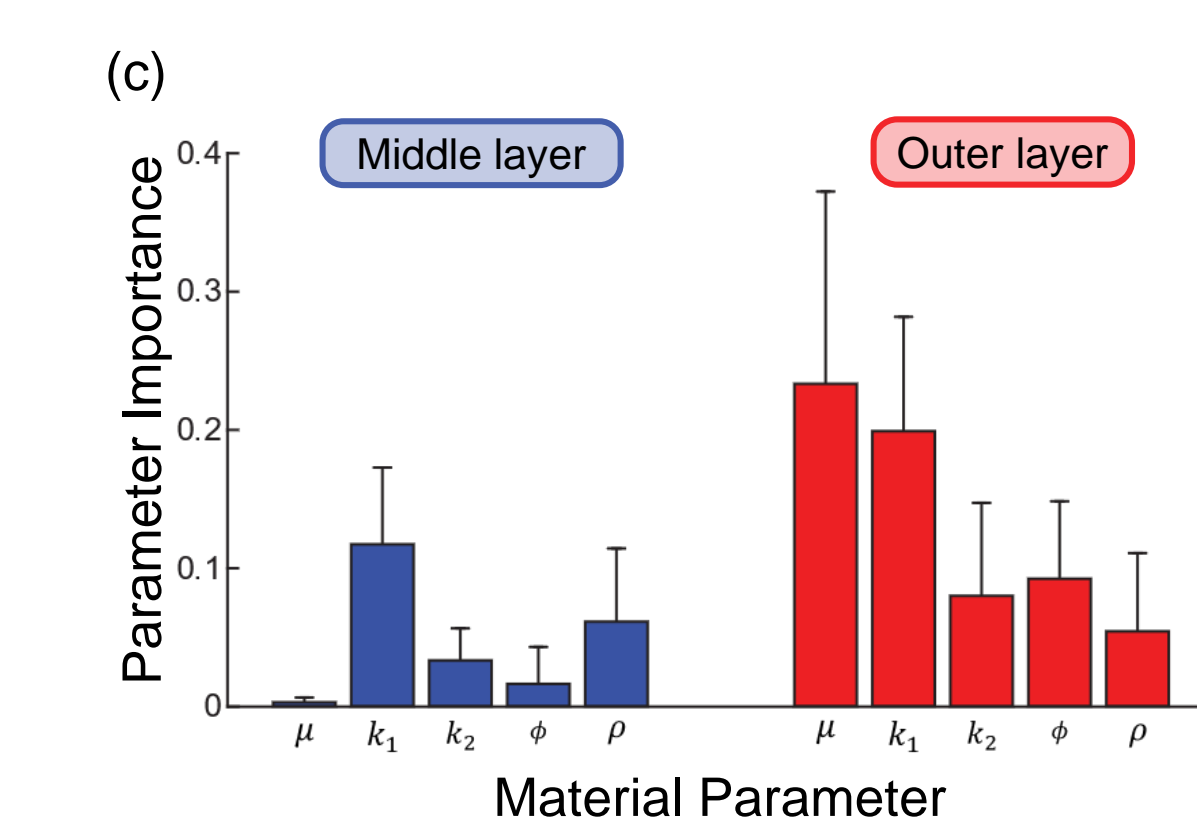 (c)
Middle layer
Outer layer
Parameter Importance
0.4
0.3
0.2
0.1
0
μ k₁ k₂ ϕ ρ
μ k₁ k₂ ϕ ρ
Material Parameter